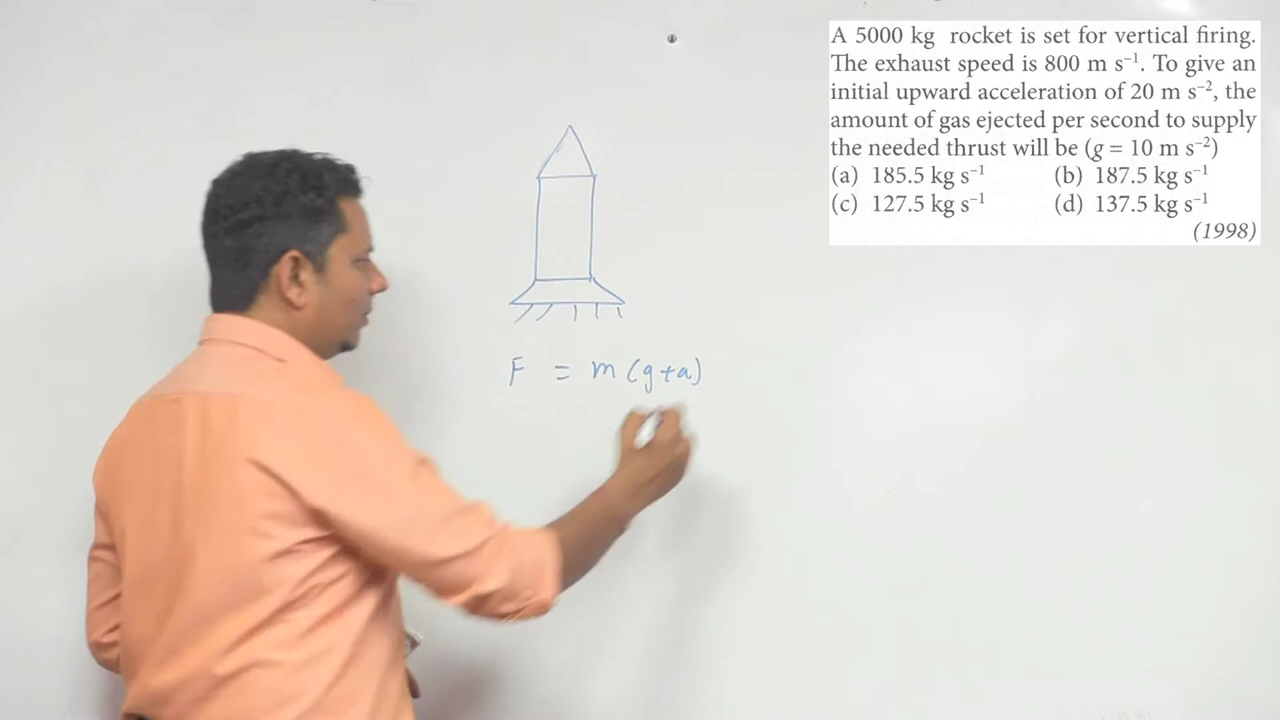 A 5000 kg rocket is set for vertical firing.
The exhaust speed is 800 m s⁻¹. To give an
initial upward acceleration of 20 m s⁻², the
amount of gas ejected per second to supply
the needed thrust will be (g = 10 m s⁻²)
(a) 185.5 kg s⁻¹ (b) 187.5 kg s⁻¹
(c) 127.5 kg s⁻¹ (d) 137.5 kg s⁻¹
(1998)
F = m(g+a)